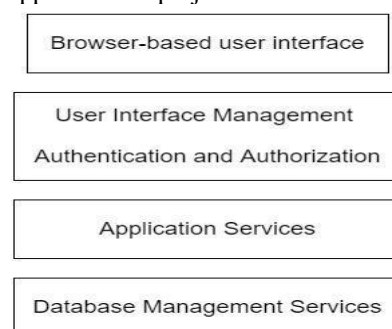 Browser-based user interface
User Interface Management
Authentication and Authorization
Application Services
Database Management Services